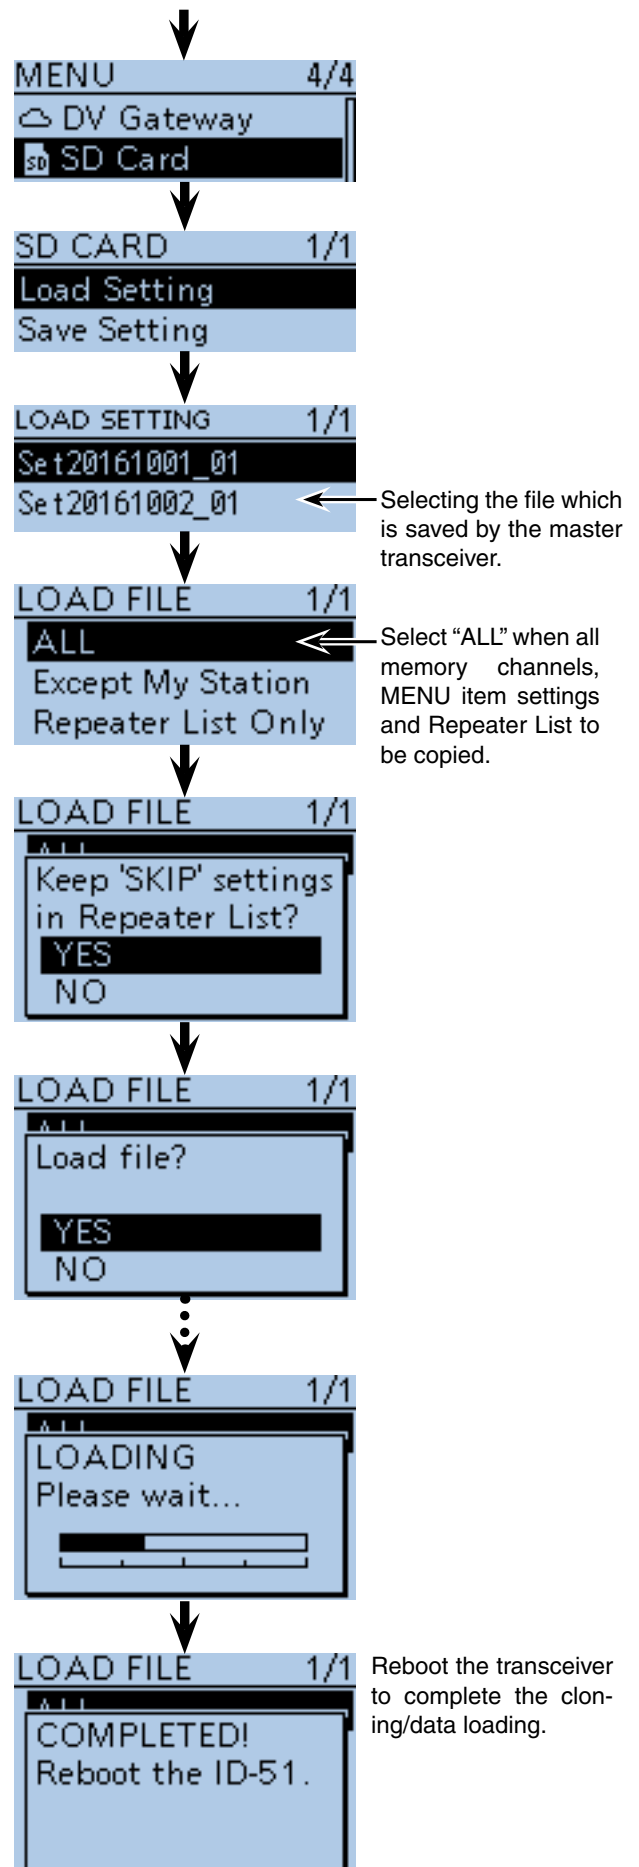 MENU 4/4
DV Gateway
SD SD Card
SD CARD 1/1
Load Setting
Save Setting
LOAD SETTING 1/1
Set20161001_01
Set20161002_01
Selecting the file which
is saved by the master
transceiver.
LOAD FILE 1/1
ALL
Except My Station
Repeater List Only
Select “ALL” when all
memory channels,
MENU item settings
and Repeater List to
be copied.
LOAD FILE 1/1
Keep 'SKIP' settings
in Repeater List?
YES
NO
LOAD FILE 1/1
Load file?
YES
NO
LOAD FILE 1/1
LOADING
Please wait...
LOAD FILE 1/1
COMPLETED!
Reboot the ID-51.
Reboot the transceiver
to complete the clon-
ing/data loading.